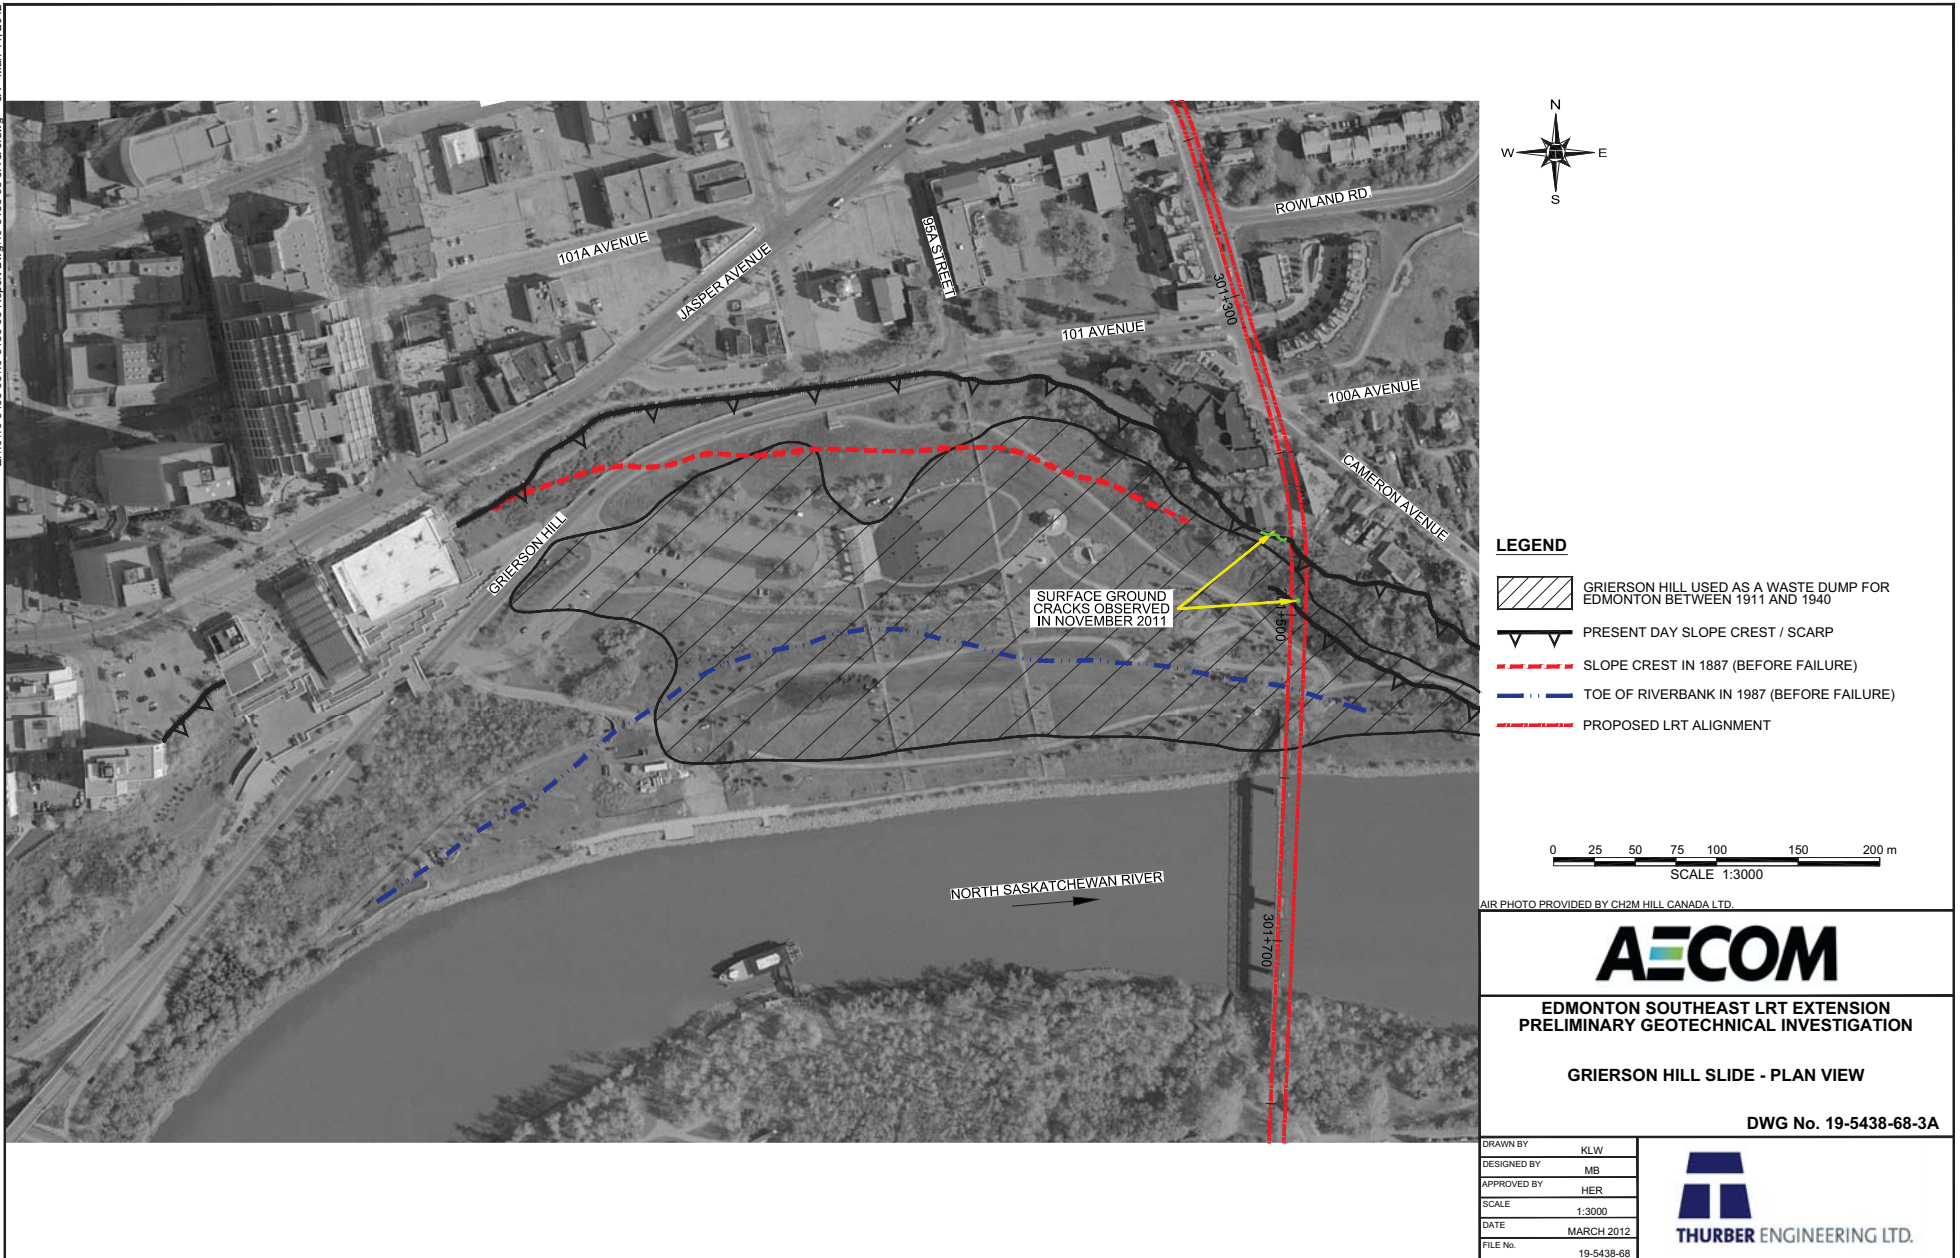 N
W E
S
ROWLAND RD.
101A AVENUE
JASPER AVENUE
95A STREET
301+300
101 AVENUE
100A AVENUE
CAMERON AVENUE
GRIERSON HILL
SURFACE GROUND
CRACKS OBSERVED
IN NOVEMBER 2011
NORTH SASKATCHEWAN RIVER
301+700
LEGEND
GRIERSON HILL USED AS A WASTE DUMP FOR
EDMONTON BETWEEN 1911 AND 1940
PRESENT DAY SLOPE CREST / SCARP
SLOPE CREST IN 1887 (BEFORE FAILURE)
TOE OF RIVERBANK IN 1987 (BEFORE FAILURE)
PROPOSED LRT ALIGNMENT
0 25 50 75 100 150 200 m
SCALE 1:3000
AIR PHOTO PROVIDED BY CH2M HILL CANADA LTD.
AECOM
EDMONTON SOUTHEAST LRT EXTENSION
PRELIMINARY GEOTECHNICAL INVESTIGATION
GRIERSON HILL SLIDE - PLAN VIEW
DWG No. 19-5438-68-3A
DRAWN BY KLW
DESIGNED BY MB
APPROVED BY HER
SCALE 1:3000
DATE MARCH 2012
FILE No. 19-5438-68
THURBER ENGINEERING LTD.